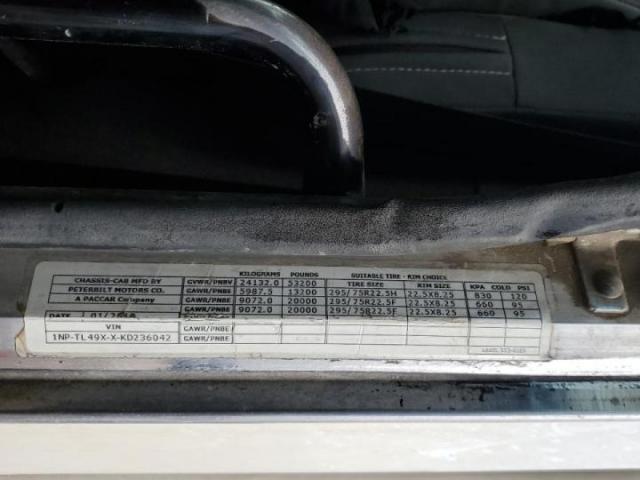 KILOGRAMS POUNDS SUITABLE TIRE - RIM CHOICE
CHASSIS-CAB MFD BY GVWR/PNBV 24132.0 53200 TIRE SIZE RIM SIZE KPA COLD PSI
PETERBILT MOTORS CO. GAWR/PNBE 5987.5 13200 295/75R22.5H 22.5X8.25 830 120
A PACCAR Company GAWR/PNBE 9072.0 20000 295/75R22.5F 22.5X8.25 660 95
DATE GAWR/PNBE 9072.0 20000 295/75R22.5F 22.5X8.25 660 95
VIN GAWR/PNBE
1NP-TL49X-X-KD236042 GAWR/PNBE